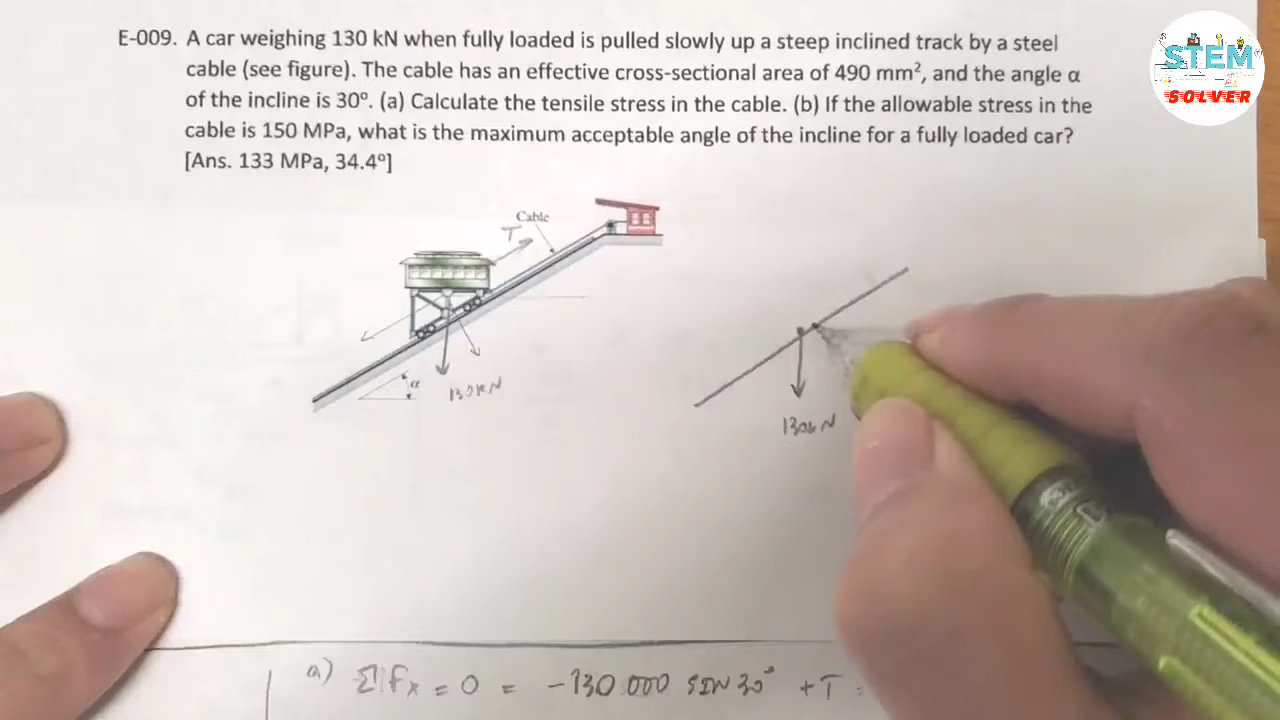 E-009. A car weighing 130 kN when fully loaded is pulled slowly up a steep inclined track by a steel
cable (see figure). The cable has an effective cross-sectional area of 490 mm², and the angle α
of the incline is 30º. (a) Calculate the tensile stress in the cable. (b) If the allowable stress in the
cable is 150 MPa, what is the maximum acceptable angle of the incline for a fully loaded car?
[Ans. 133 MPa, 34.4º]
STEM
SOLVER
Cable
T
α
130KN
130kN
a) ΣFx = 0 = -130 000 SIN 30° + T